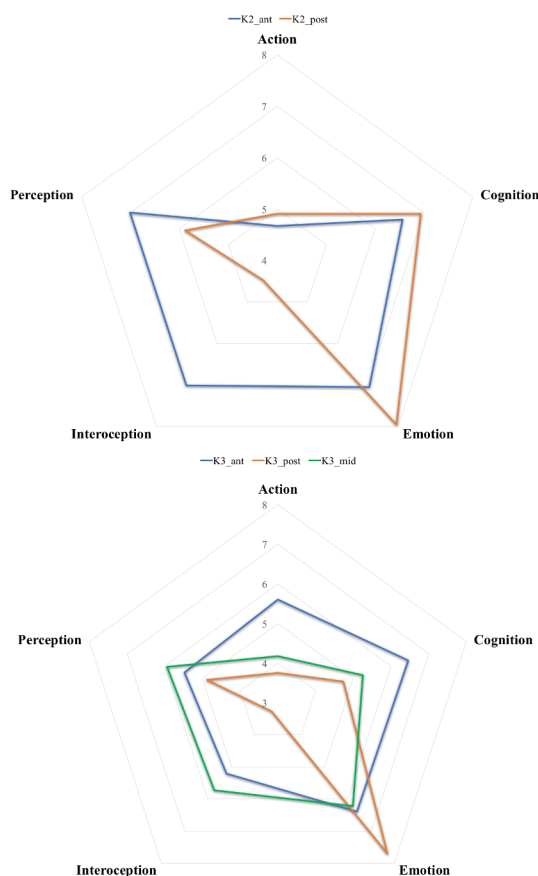 K2_ant K2_post
Action
8
7
6
5
4
Perception
Cognition
Interoception
Emotion
K3_ant K3_post K3_mid
Action
8
7
6
5
4
3
Perception
Cognition
Interoception
Emotion